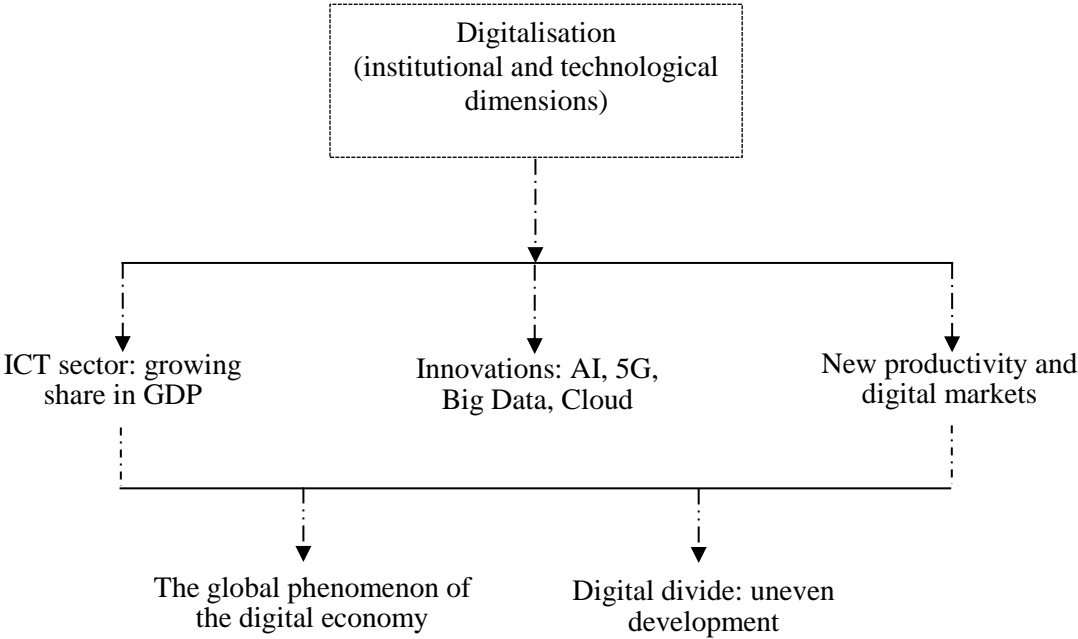 Digitalisation
(institutional and technological
dimensions)
ICT sector: growing
share in GDP
Innovations: AI, 5G,
Big Data, Cloud
New productivity and
digital markets
The global phenomenon of
the digital economy
Digital divide: uneven
development